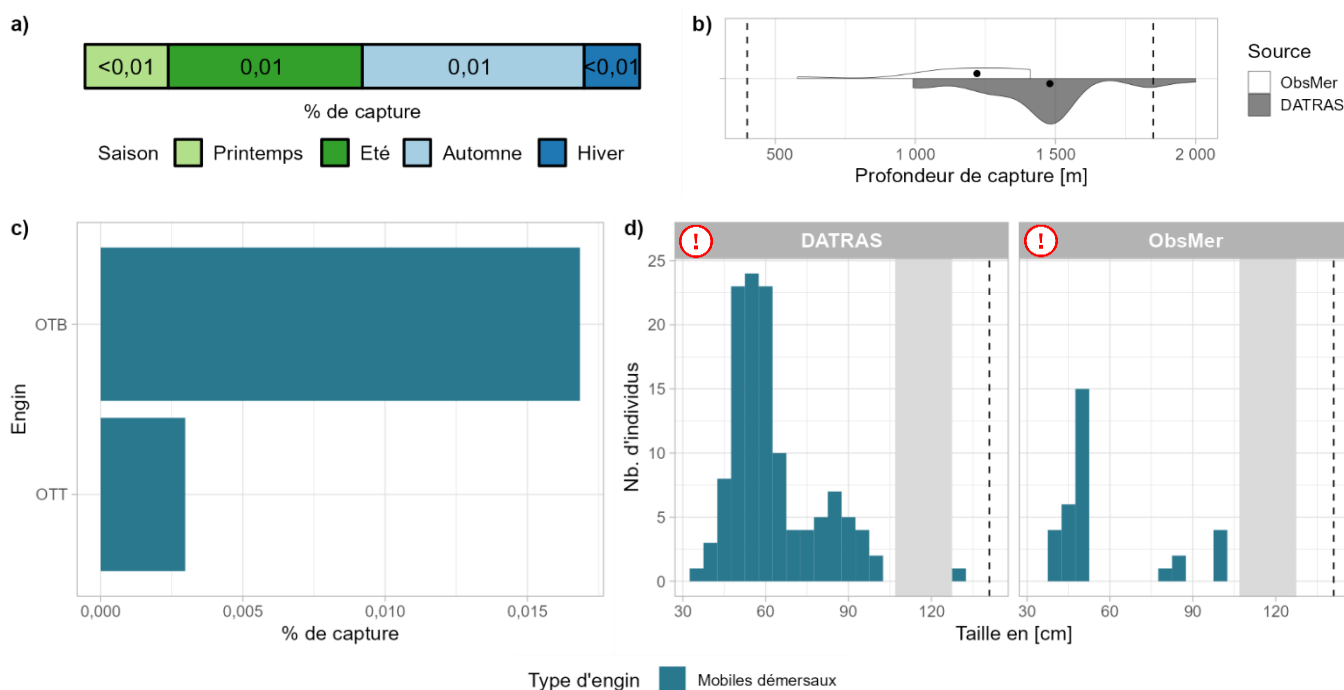 a)
<0,01 0,01 0,01 <0,01
% de capture
Saison Printemps Eté Automne Hiver
b)
500 1 000 1 500 2 000
Profondeur de capture [m]
Source
ObsMer
DATRAS
c)
Engin
OTB
OTT
0,000 0,005 0,010 0,015
% de capture
d)
! DATRAS ! ObsMer
Nb. d'individus
25
20
15
10
5
0
30 60 90 120 30 60 90 120
Taille en [cm]
Type d'engin Mobiles démersaux